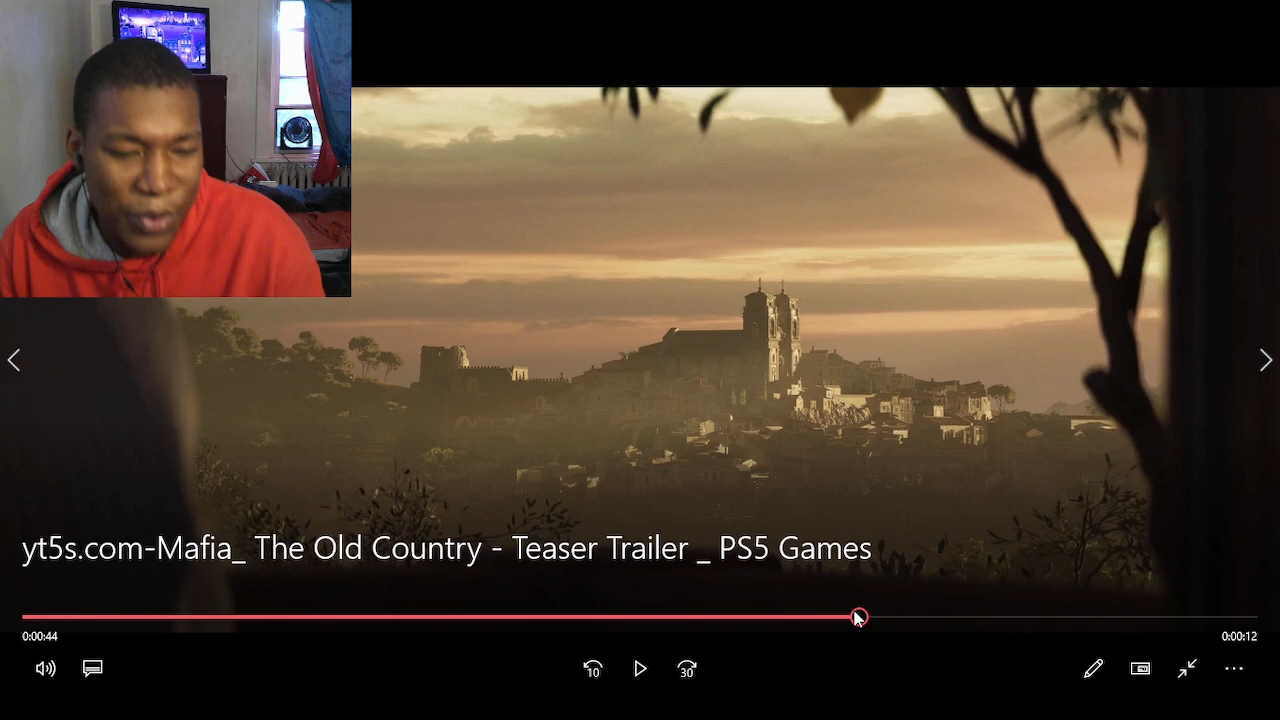 yt5s.com-Mafia_ The Old Country - Teaser Trailer _ PS5 Games
0:00:44
0:00:12
10
30